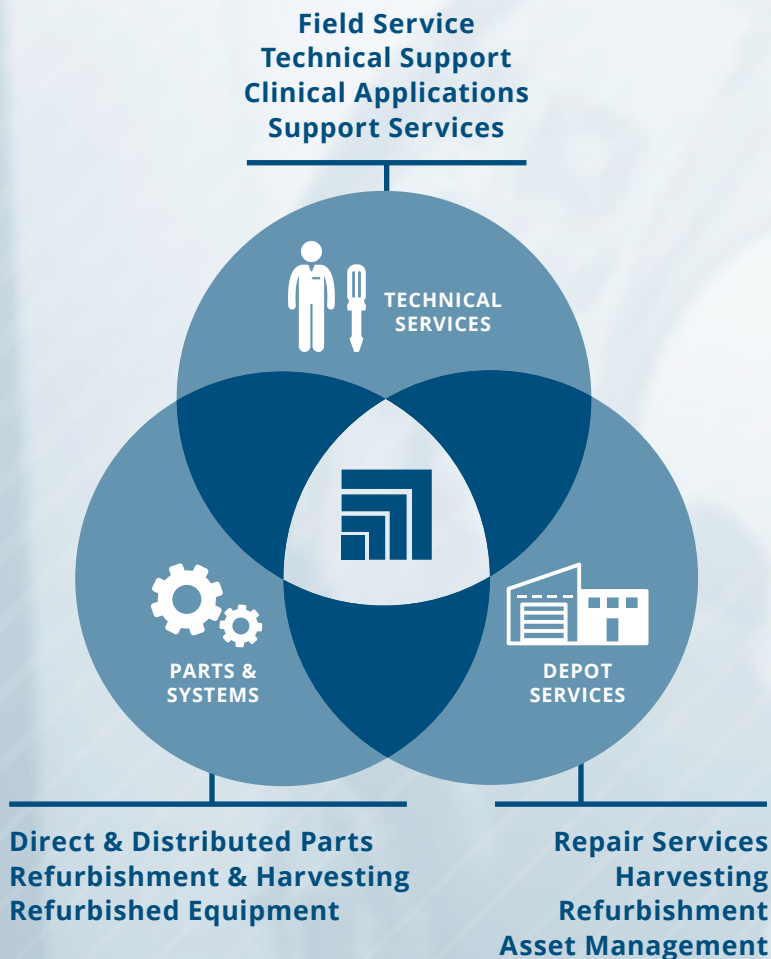 Field Service
Technical Support
Clinical Applications
Support Services
TECHNICAL
SERVICES
PARTS &
SYSTEMS
DEPOT
SERVICES
Direct & Distributed Parts
Refurbishment & Harvesting
Refurbished Equipment
Repair Services
Harvesting
Refurbishment
Asset Management